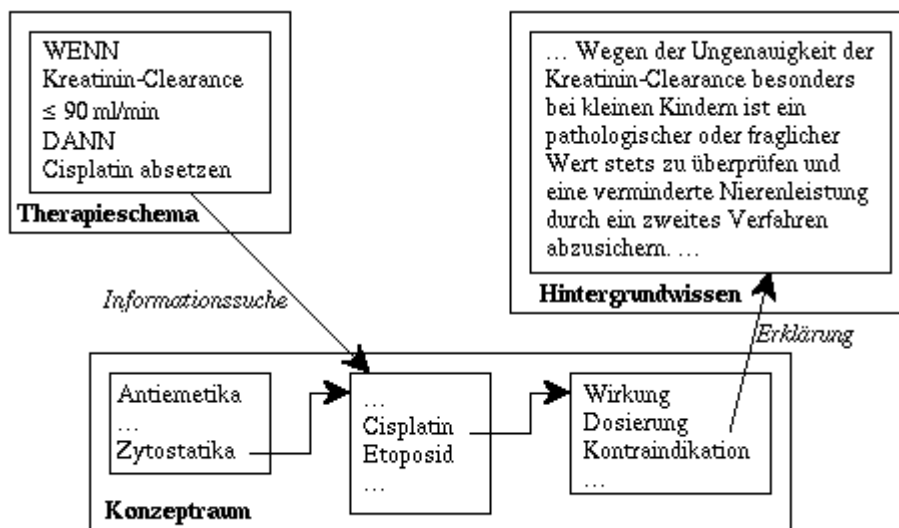 WENN
Kreatinin-Clearance
≤ 90 ml/min
DANN
Cisplatin absetzen
Therapieschema
… Wegen der Ungenauigkeit der
Kreatinin-Clearance besonders
bei kleinen Kindern ist ein
pathologischer oder fraglicher
Wert stets zu überprüfen und
eine verminderte Nierenleistung
durch ein zweites Verfahren
abzusichern. …
Hintergrundwissen
Informationssuche
Erklärung
Antiemetika
…
Zytostatika
…
Cisplatin
Etoposid
…
Wirkung
Dosierung
Kontraindikation
…
Konzeptraum